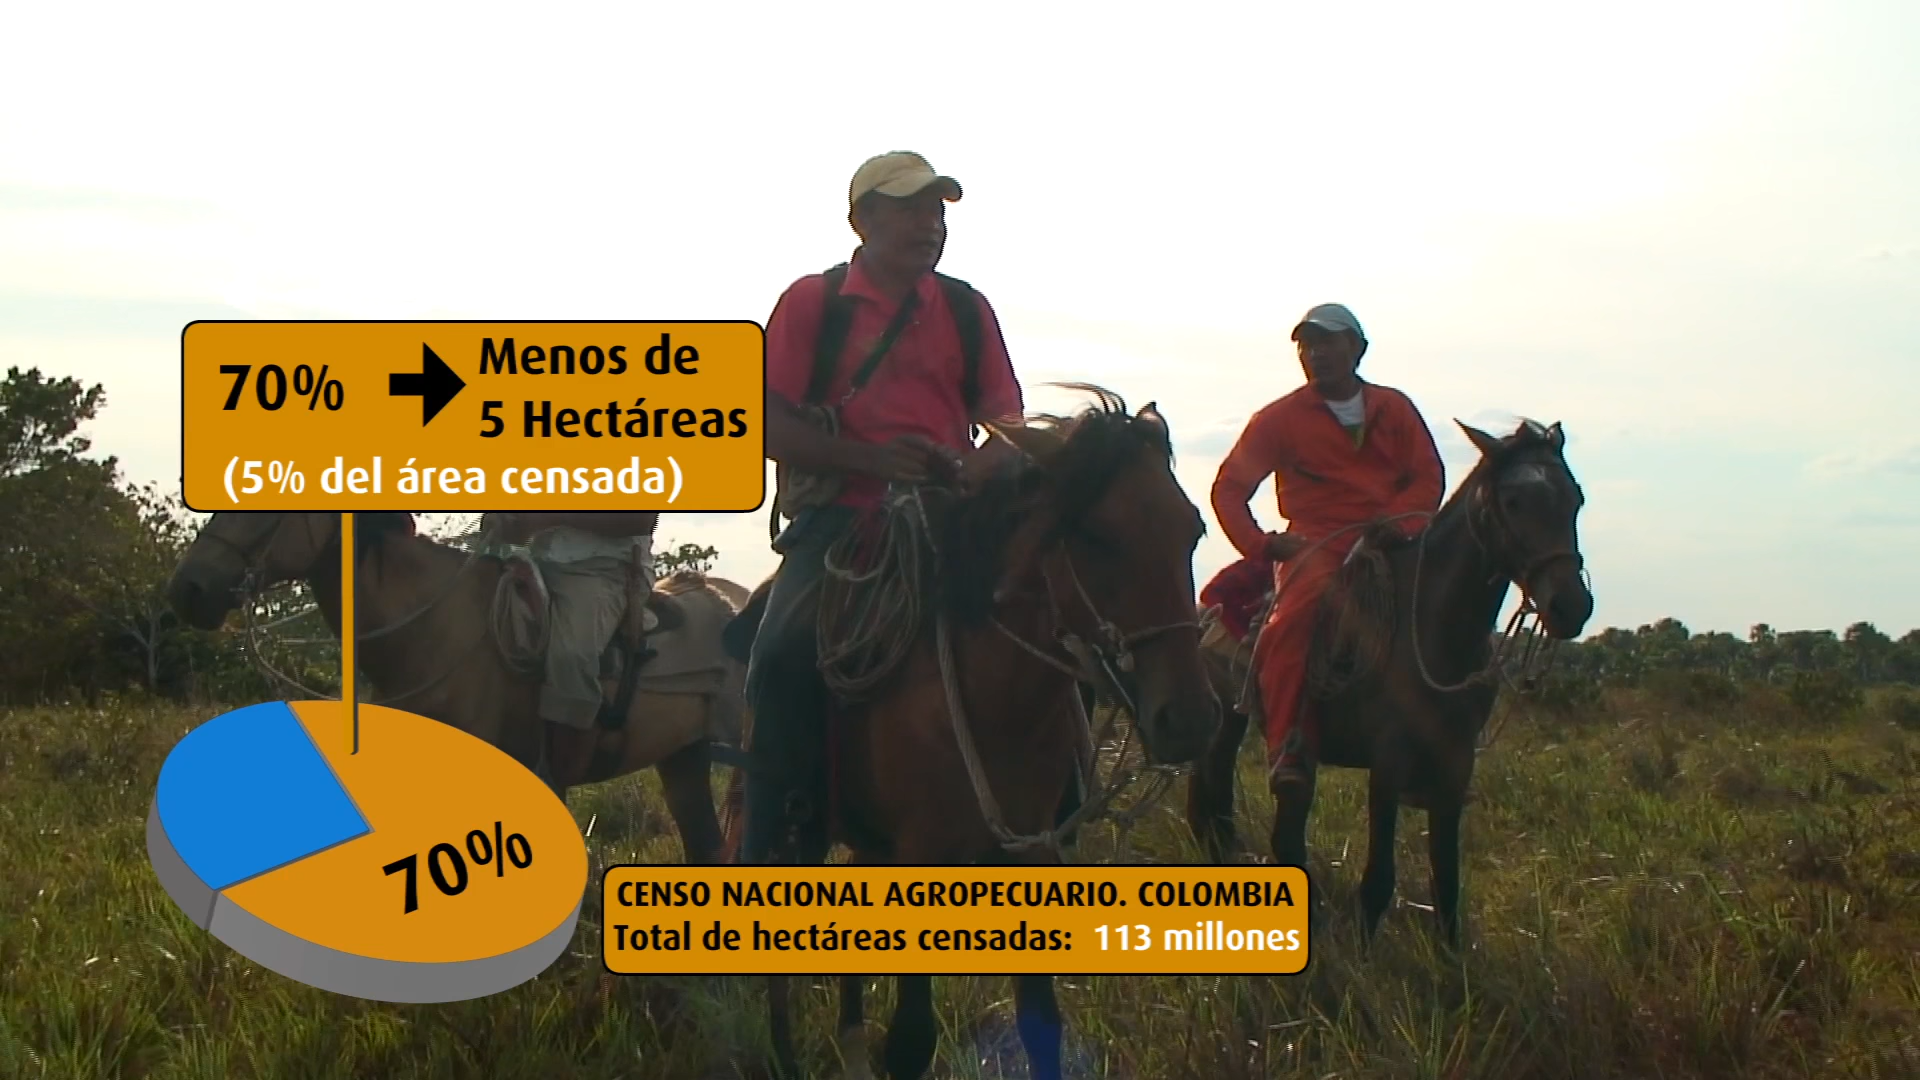 70% Menos de
5 Hectáreas
(5% del área censada)
70%
CENSO NACIONAL AGROPECUARIO. COLOMBIA
Total de hectáreas censadas: 113 millones